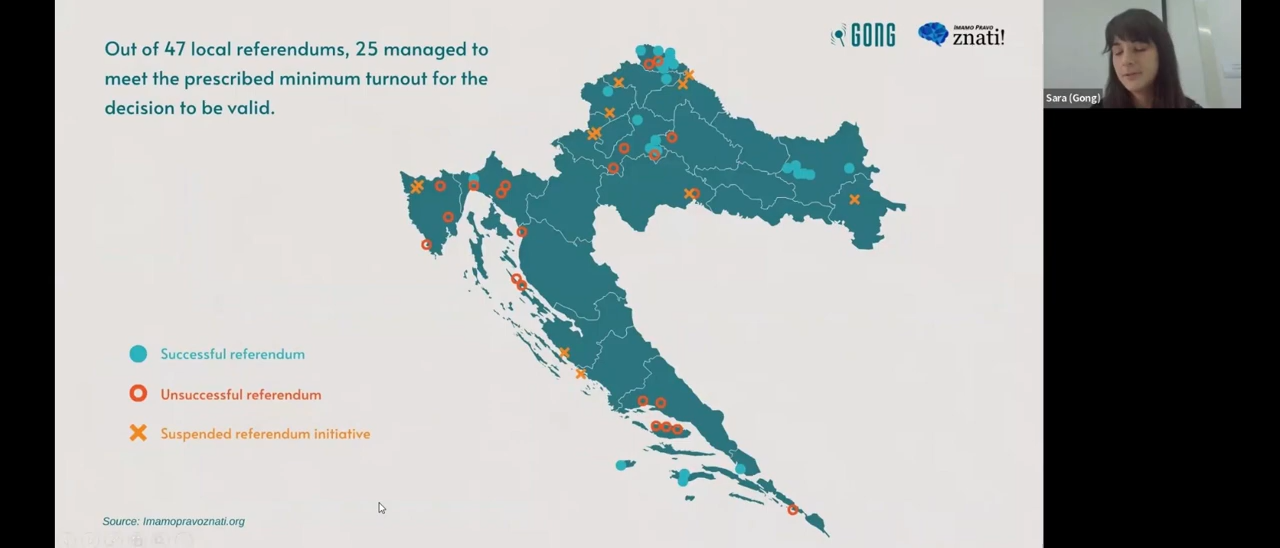 Out of 47 local referendums, 25 managed to
meet the prescribed minimum turnout for the
decision to be valid.
GONG
IMAMO PRAVO
znati!
Sara (Gong)
Successful referendum
Unsuccessful referendum
Suspended referendum initiative
Source: Imamopravoznati.org